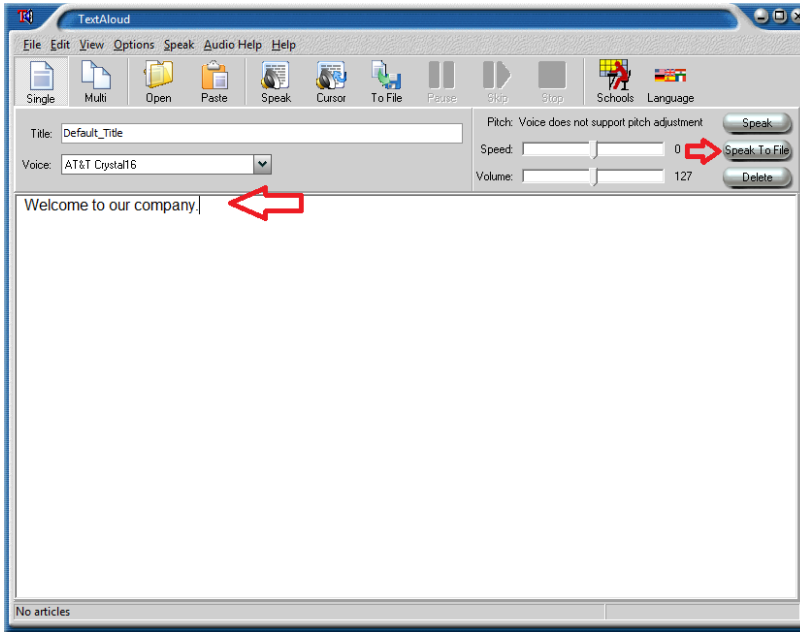 TextAloud
File Edit View Options Speak Audio Help Help
Single Multi Open Paste Speak Cursor To File Pause Skip Stop Schools Language
Title: Default_Title
Voice: AT&T Crystal16
Pitch: Voice does not support pitch adjustment
Speed: 0
Volume: 127
Speak
Speak To File
Delete
Welcome to our company.
No articles